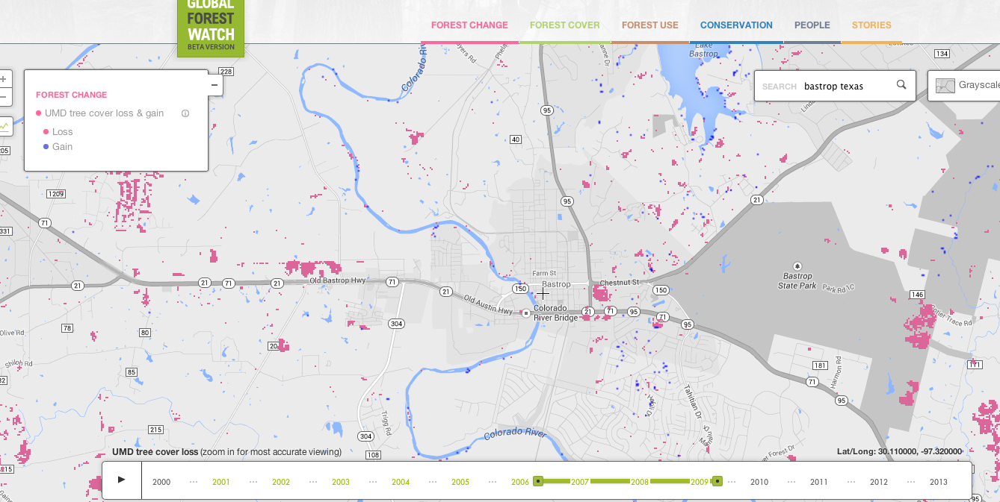 GLOBAL
FOREST
WATCH
BETA VERSION
FOREST CHANGE
FOREST COVER
FOREST USE
CONSERVATION
PEOPLE
STORIES
FOREST CHANGE
UMD tree cover loss & gain
Loss
Gain
SEARCH bastrop texas
Grayscale
Lake
Bastrop
Colorado Riv
134
228
95
40
205
1209
71
331
95
21
21
21
71
21
Old Bastrop Hwy
71
21
Old Austin Hwy
150
Farm St
Bastrop
Chestnut St
150
Colorado
River Bridge
21
71
95
71
95
Bastrop
State Park
Park Rd 1C
146
78
80
304
20
Olive Rd
Shiloh Rd
85
181
Harmon Rd
71
95
Tahitian Dr
215
Trigg Rd
304
108
Colorado River
UMD tree cover loss (zoom in for most accurate viewing)
Lat/Long: 30.110000, -97.320000
95
2000 ... 2001 ... 2002 ... 2003 ... 2004 ... 2005 ... 2006 2007 2008 2009 ... 2010 ... 2011 ... 2012 ... 2013